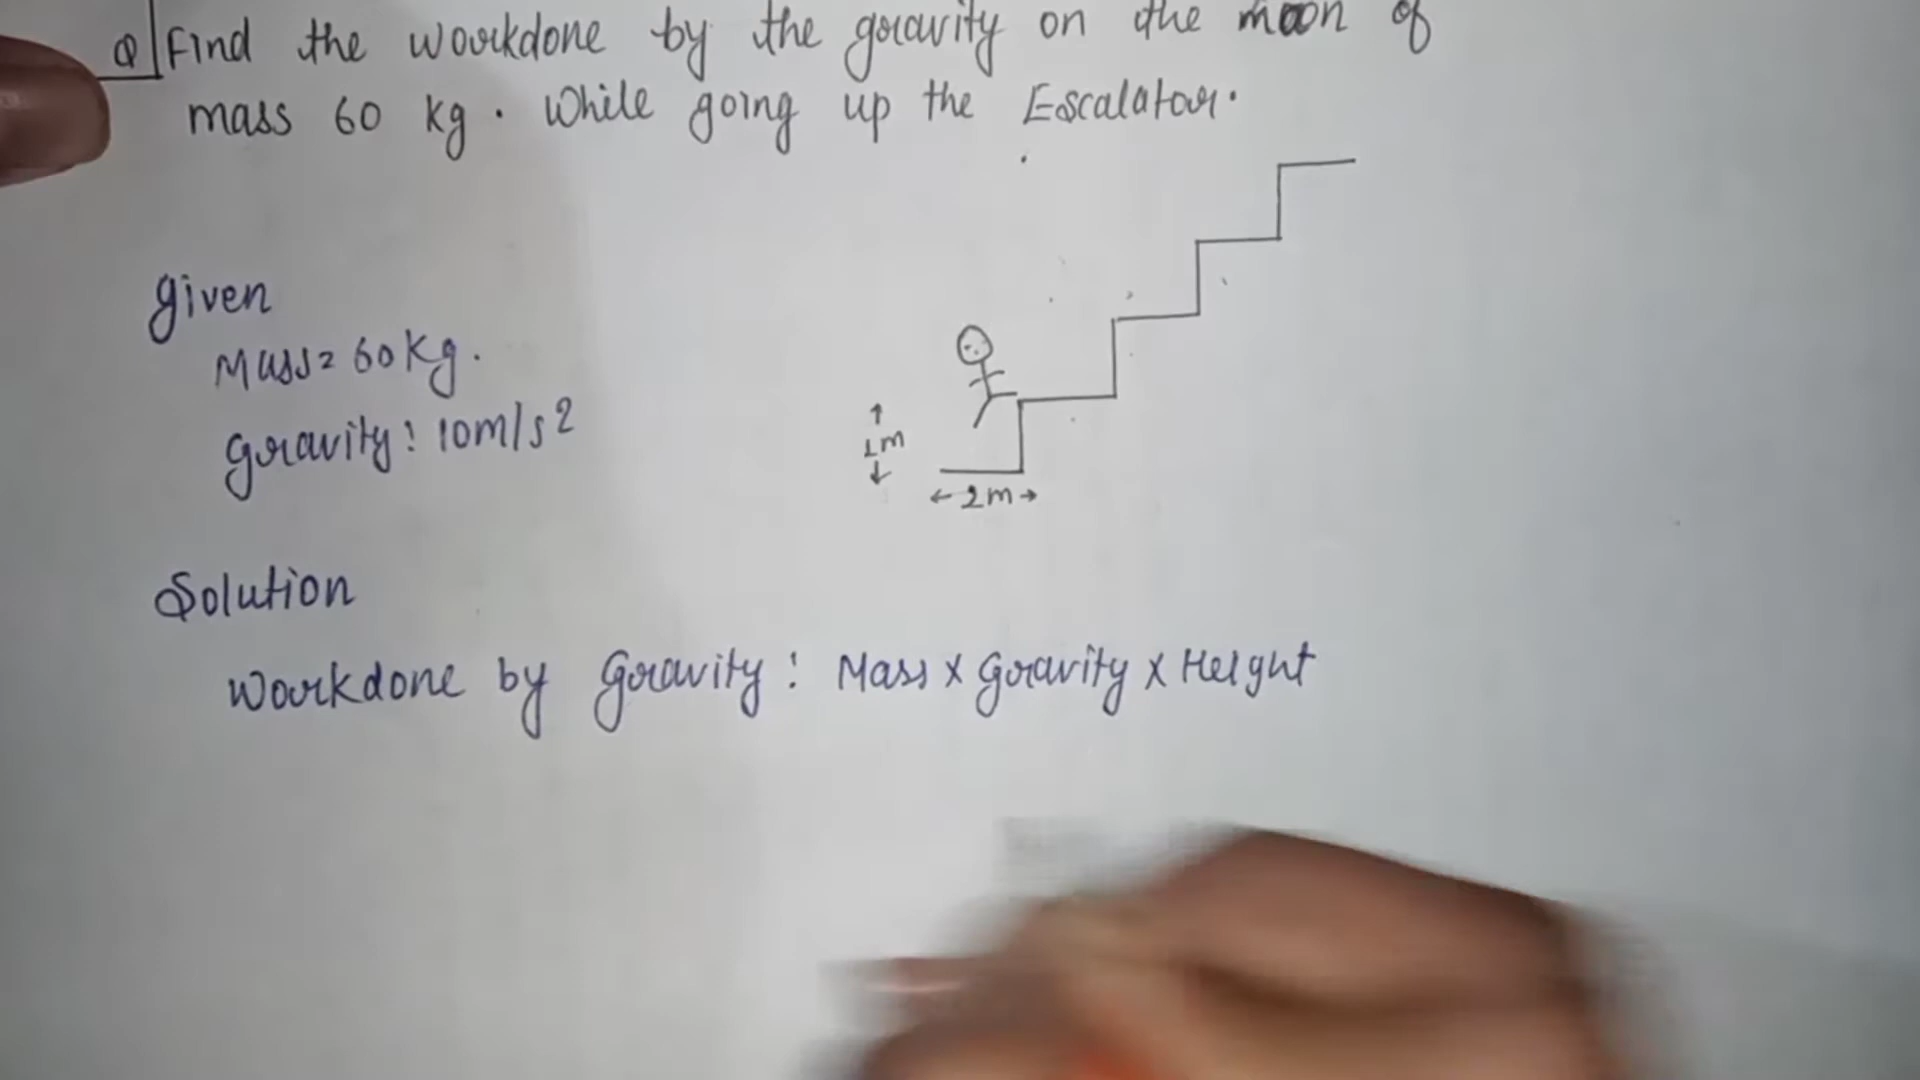 Q Find the workdone by the gravity on the man of
mass 60 kg. While going up the Escalator.
given
Mass = 60 Kg.
gravity: 10m/s2
1m
2m
Solution
Workdone by Gravity: Mass x Gravity x Height